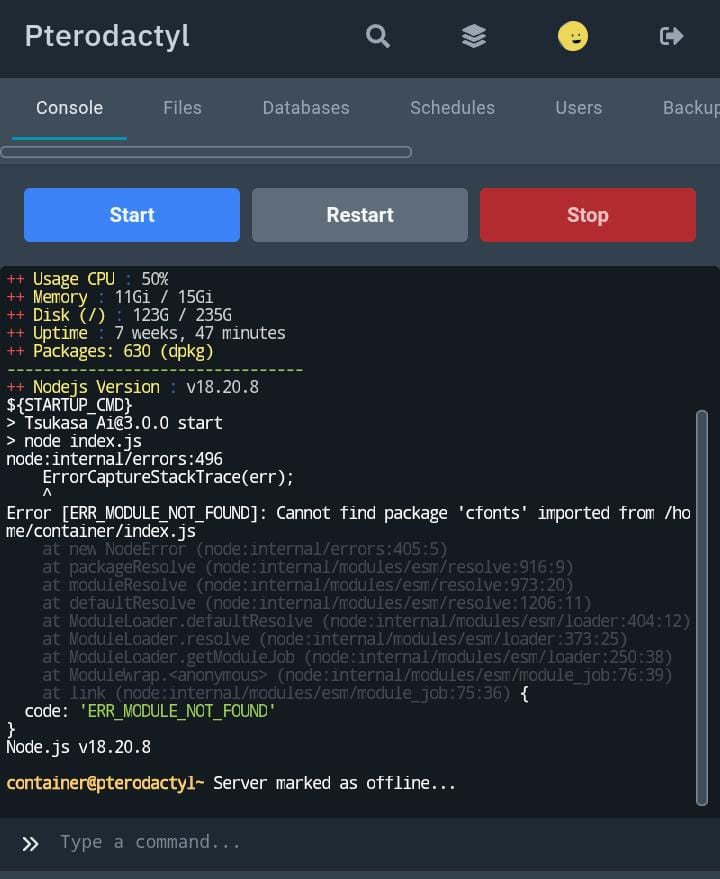 Pterodactyl
Console Files Databases Schedules Users Backup
Start Restart Stop
++ Usage CPU : 50%
++ Memory : 11Gi / 15Gi
++ Disk (/) : 123G / 235G
++ Uptime : 7 weeks, 47 minutes
++ Packages: 630 (dpkg)
---------------------------------
++ Nodejs Version : v18.20.8
${STARTUP_CMD}
> Tsukasa Ai@3.0.0 start
> node index.js
node:internal/errors:496
    ErrorCaptureStackTrace(err);
    ^
Error [ERR_MODULE_NOT_FOUND]: Cannot find package 'cfonts' imported from /ho
me/container/index.js
    at new NodeError (node:internal/errors:405:5)
    at packageResolve (node:internal/modules/esm/resolve:916:9)
    at moduleResolve (node:internal/modules/esm/resolve:973:20)
    at defaultResolve (node:internal/modules/esm/resolve:1206:11)
    at ModuleLoader.defaultResolve (node:internal/modules/esm/loader:404:12)
    at ModuleLoader.resolve (node:internal/modules/esm/loader:373:25)
    at ModuleLoader.getModuleJob (node:internal/modules/esm/loader:250:38)
    at ModuleWrap.<anonymous> (node:internal/modules/esm/module_job:76:39)
    at link (node:internal/modules/esm/module_job:75:36) {
  code: 'ERR_MODULE_NOT_FOUND'
}
Node.js v18.20.8
container@pterodactyl~ Server marked as offline...
Type a command...